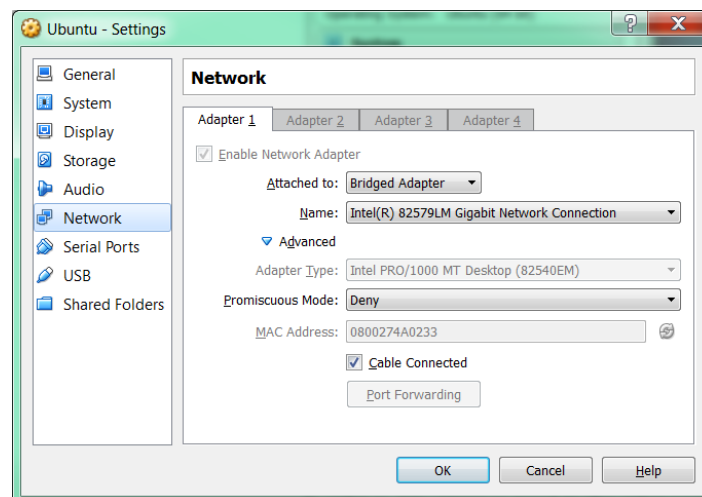 Ubuntu - Settings
General
System
Display
Storage
Audio
Network
Serial Ports
USB
Shared Folders
Network
Adapter 1 Adapter 2 Adapter 3 Adapter 4
Enable Network Adapter
Attached to: Bridged Adapter
Name: Intel(R) 82579LM Gigabit Network Connection
Advanced
Adapter Type: Intel PRO/1000 MT Desktop (82540EM)
Promiscuous Mode: Deny
MAC Address: 0800274A0233
Cable Connected
Port Forwarding
OK Cancel Help